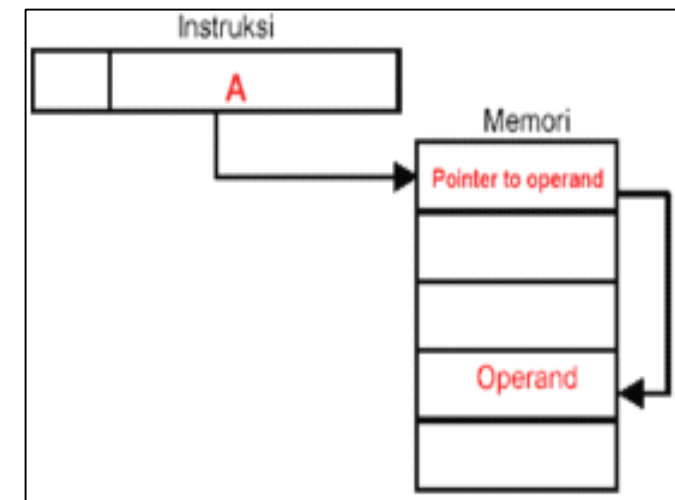 Instruksi
A
Memori
Pointer to operand
Operand